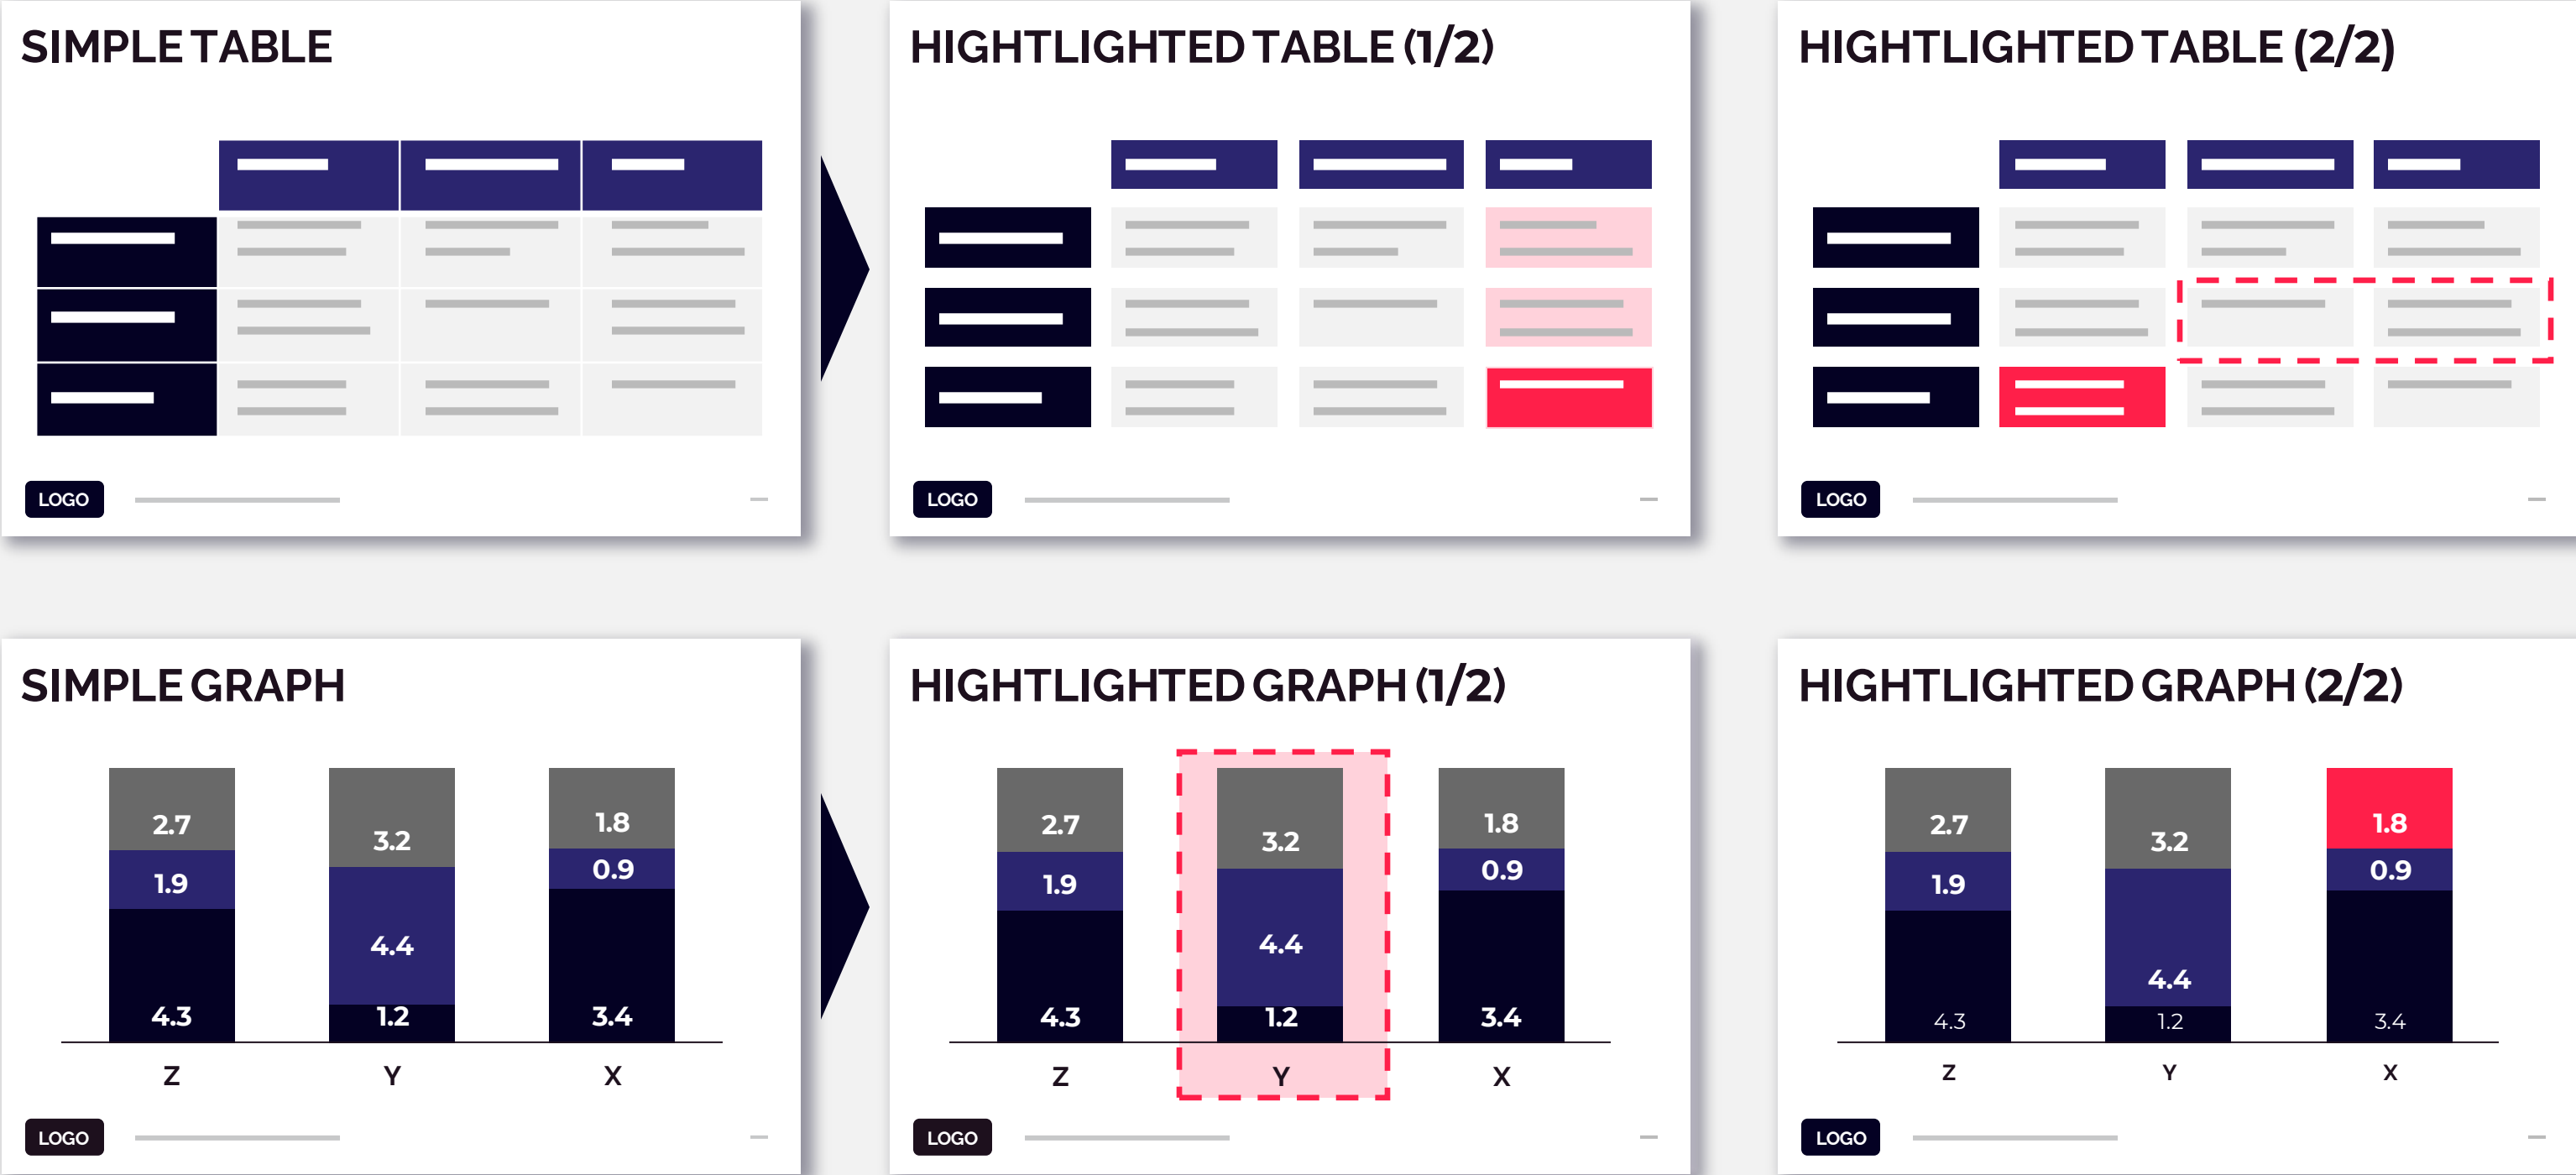 SIMPLE TABLE
LOGO
HIGHTLIGHTED TABLE (1/2)
LOGO
HIGHTLIGHTED TABLE (2/2)
LOGO
SIMPLE GRAPH
2.7 3.2 1.8
1.9 4.4 0.9
4.3 1.2 3.4
Z Y X
LOGO
HIGHTLIGHTED GRAPH (1/2)
2.7 3.2 1.8
1.9 4.4 0.9
4.3 1.2 3.4
Z Y X
LOGO
HIGHTLIGHTED GRAPH (2/2)
2.7 3.2 1.8
1.9 4.4 0.9
4.3 1.2 3.4
Z Y X
LOGO